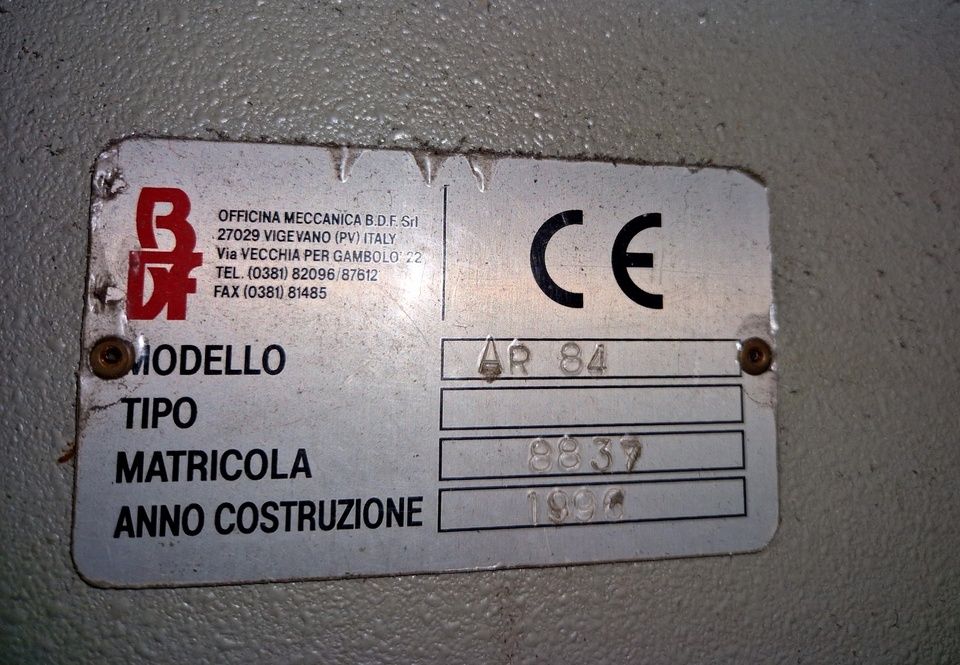 BDF
OFFICINA MECCANICA B.D.F. Srl
27029 VIGEVANO (PV) ITALY
Via VECCHIA PER GAMBOLO' 22
TEL. (0381) 82096/87612
FAX (0381) 81485
CE
MODELLO AR 84
TIPO
MATRICOLA 8837
ANNO COSTRUZIONE 1996